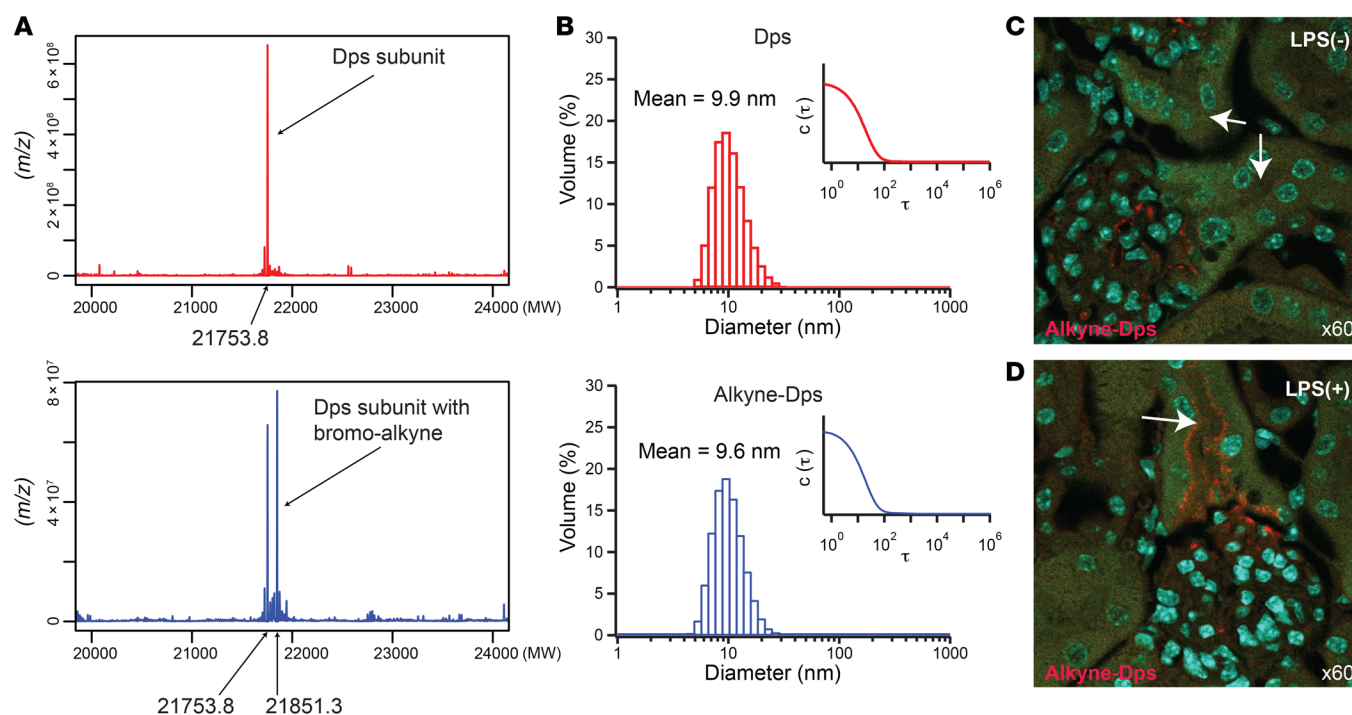 A
(m/z)
6×10⁸
4×10⁸
2×10⁸
0
Dps subunit
20000 21000 22000 23000 24000 (MW)
21753.8
(m/z)
8×10⁷
4×10⁷
0
Dps subunit with
bromo-alkyne
20000 21000 22000 23000 24000 (MW)
21753.8 21851.3
B
Dps
Mean = 9.9 nm
Volume (%)
30
25
20
15
10
5
0
1 10 100 1000
Diameter (nm)
c (τ)
10⁰ 10² 10⁴ 10⁶
τ
Alkyne-Dps
Mean = 9.6 nm
Volume (%)
30
25
20
15
10
5
0
1 10 100 1000
Diameter (nm)
c (τ)
10⁰ 10² 10⁴ 10⁶
τ
C
LPS(-)
Alkyne-Dps
x60
D
LPS(+)
Alkyne-Dps
x60